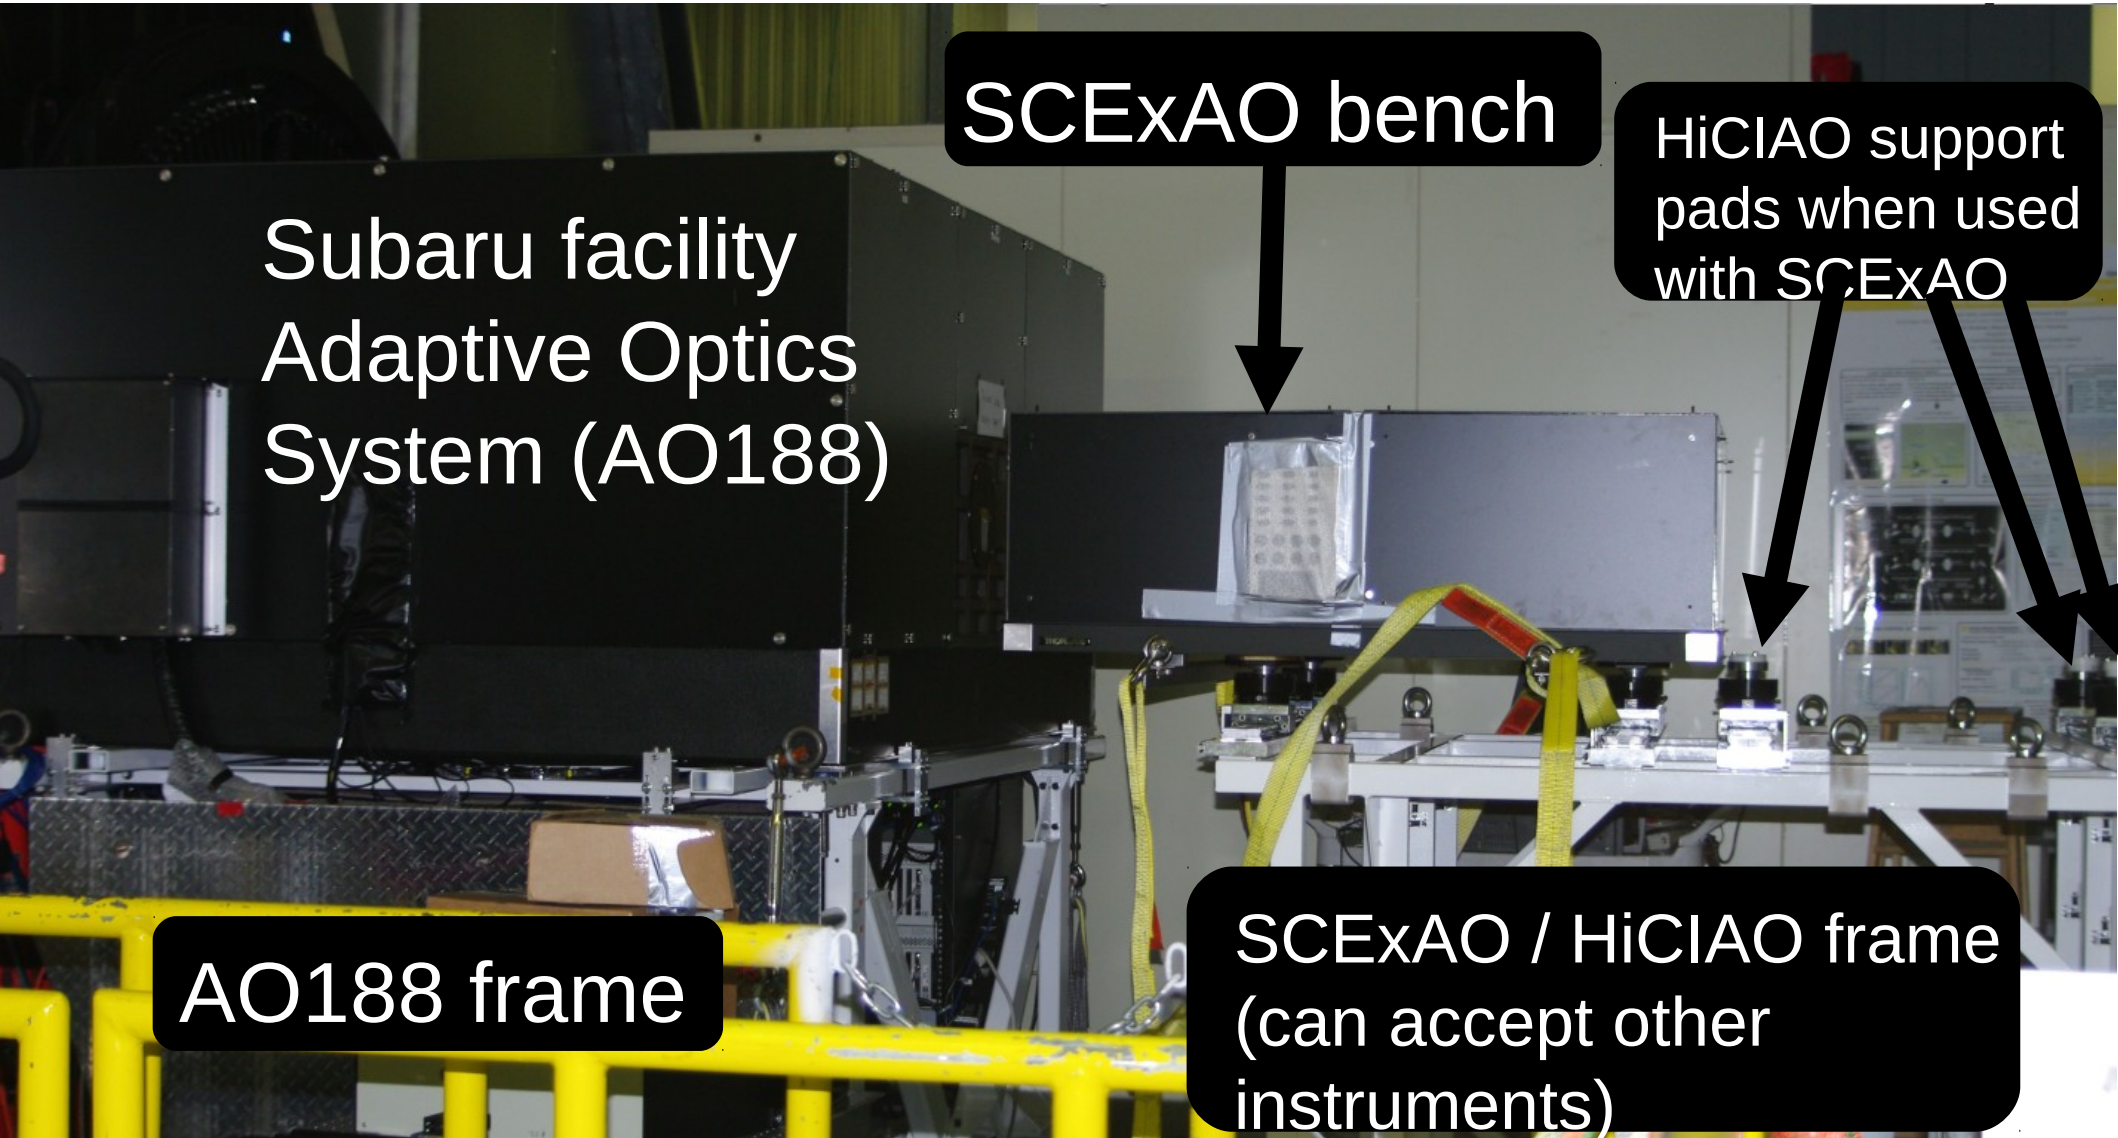 SCExAO bench
HiCIAO support
pads when used
with SCExAO
Subaru facility
Adaptive Optics
System (AO188)
AO188 frame
SCExAO / HiCIAO frame
(can accept other
instruments)